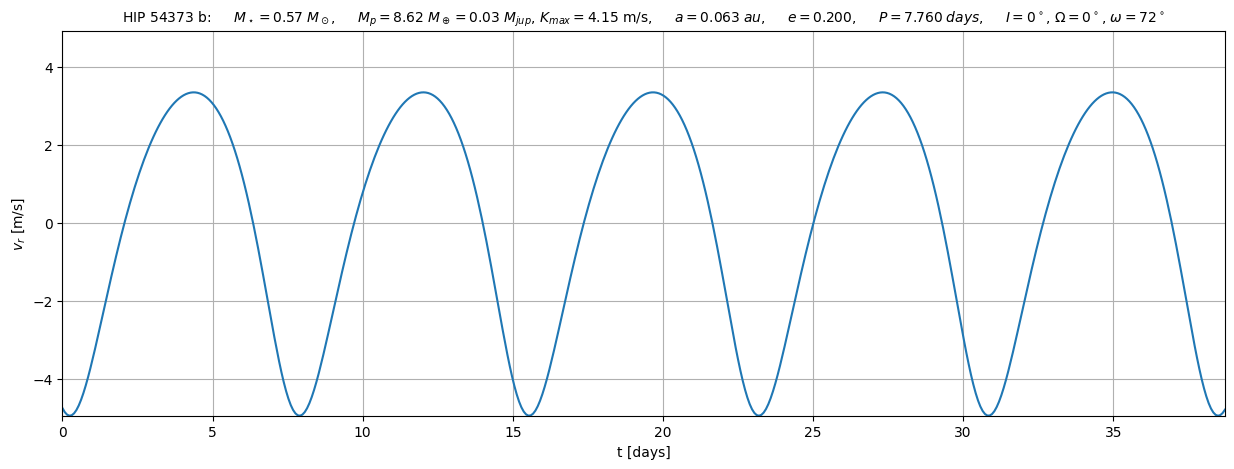 HIP 54373 b: M⋆ = 0.57 M⊙, Mp = 8.62 M⊕ = 0.03 Mjup, Kmax = 4.15 m/s, a = 0.063 au, e = 0.200, P = 7.760 days, I = 0°, Ω = 0°, ω = 72°
4
2
0
−2
−4
vr [m/s]
0 5 10 15 20 25 30 35
t [days]